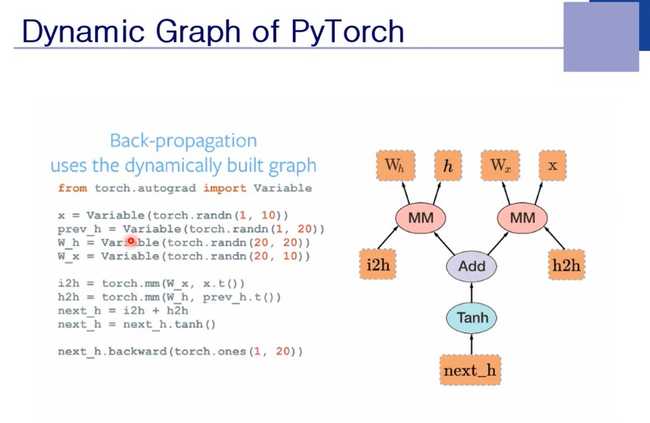 Dynamic Graph of PyTorch
Back-propagation
uses the dynamically built graph
from torch.autograd import Variable
x = Variable(torch.randn(1, 10))
prev_h = Variable(torch.randn(1, 20))
W_h = Variable(torch.randn(20, 20))
W_x = Variable(torch.randn(20, 10))
i2h = torch.mm(W_x, x.t())
h2h = torch.mm(W_h, prev_h.t())
next_h = i2h + h2h
next_h = next_h.tanh()
next_h.backward(torch.ones(1, 20))
Wh h Wx x
MM MM
i2h Add h2h
Tanh
next_h